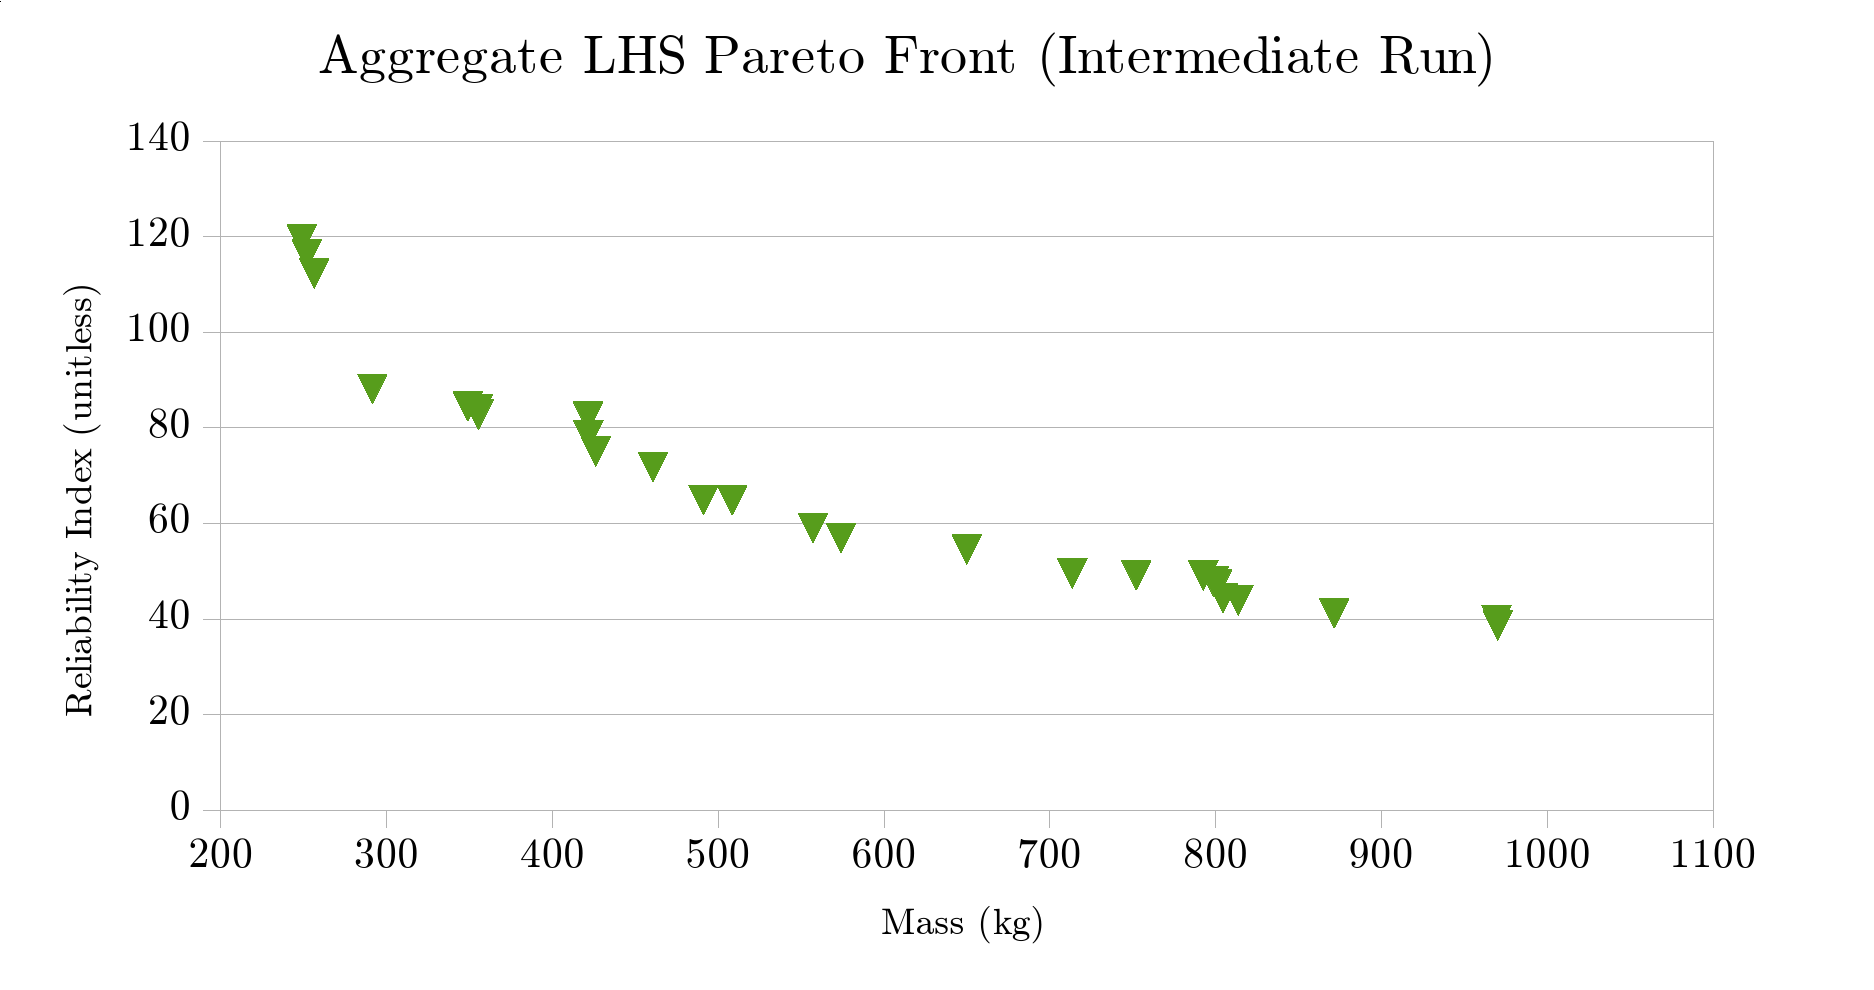 Aggregate LHS Pareto Front (Intermediate Run)
140
120
100
80
60
40
20
0
Reliability Index (unitless)
200 300 400 500 600 700 800 900 1000 1100
Mass (kg)